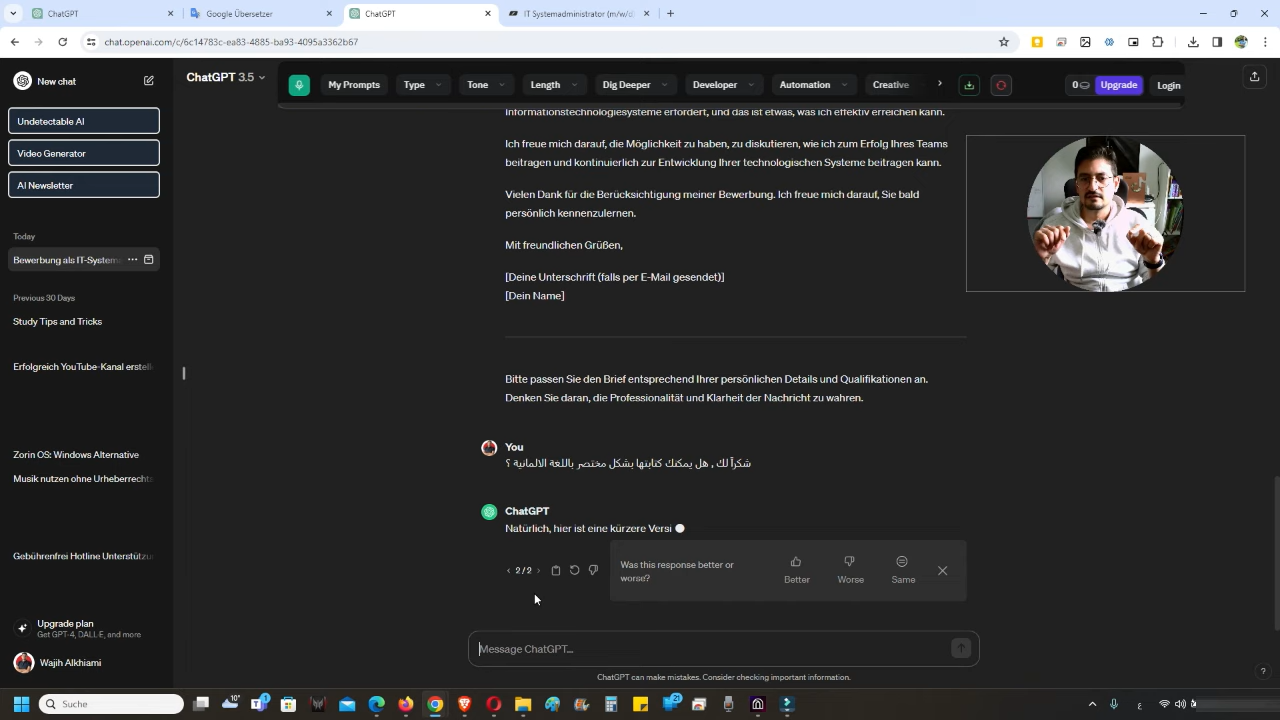 ChatGPT
Google Übersetzer
ChatGPT
IT Systemadministrator (m/w/d)
chat.openai.com/c/6c14783c-ea83-4885-ba93-4095a3362b67
New chat
ChatGPT 3.5
My Prompts
Type
Tone
Length
Dig Deeper
Developer
Automation
Creative
0
Upgrade
Login
Undetectable AI
Video Generator
AI Newsletter
Today
Bewerbung als IT-Systema
Previous 30 Days
Study Tips and Tricks
Erfolgreich YouTube-Kanal erstell
Zorin OS: Windows Alternative
Musik nutzen ohne Urheberrechts
Gebührenfrei Hotline Unterstützu
Upgrade plan
Get GPT-4, DALL·E, and more
Wajih Alkhiami
Informationstechnologiesysteme erfordert, und das ist etwas, was ich effektiv erreichen kann.
Ich freue mich darauf, die Möglichkeit zu haben, zu diskutieren, wie ich zum Erfolg Ihres Teams
beitragen und kontinuierlich zur Entwicklung Ihrer technologischen Systeme beitragen kann.
Vielen Dank für die Berücksichtigung meiner Bewerbung. Ich freue mich darauf, Sie bald
persönlich kennenzulernen.
Mit freundlichen Grüßen,
[Deine Unterschrift (falls per E-Mail gesendet)]
[Dein Name]
Bitte passen Sie den Brief entsprechend Ihrer persönlichen Details und Qualifikationen an.
Denken Sie daran, die Professionalität und Klarheit der Nachricht zu wahren.
You
شكراً لك , هل يمكنك كتابتها بشكل مختصر باللغة الالمانية ؟
ChatGPT
Natürlich, hier ist eine kürzere Versi
2/2
Was this response better or
worse?
Better
Worse
Same
Message ChatGPT...
ChatGPT can make mistakes. Consider checking important information.
?
Suche
10°
1
21
ع